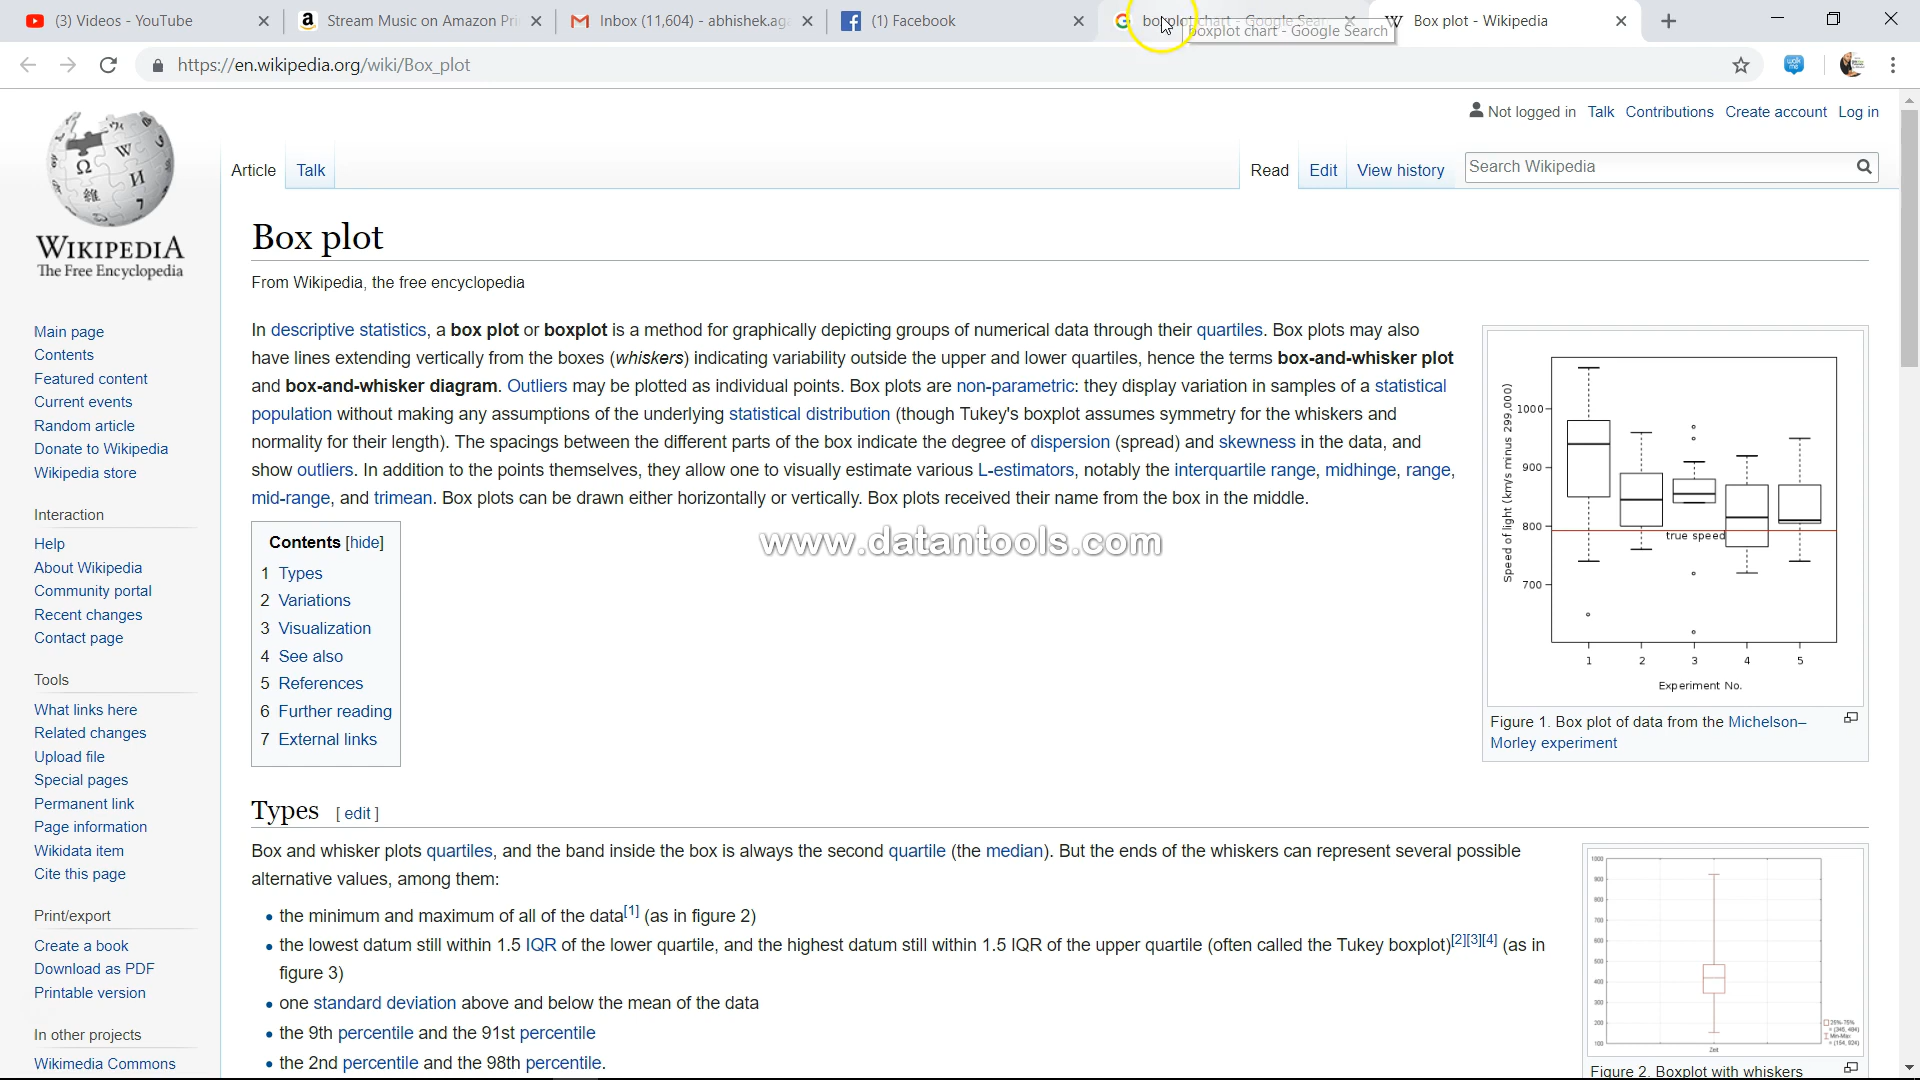 (3) Videos - YouTube
Stream Music on Amazon Pri
Inbox (11,604) - abhishek.aga
(1) Facebook
boxplot chart - Google Sear
Box plot - Wikipedia
boxplot chart - Google Search
https://en.wikipedia.org/wiki/Box_plot
Not logged in Talk Contributions Create account Log in
Article Talk
Read Edit View history Search Wikipedia
WIKIPEDIA
The Free Encyclopedia
Main page
Contents
Featured content
Current events
Random article
Donate to Wikipedia
Wikipedia store
Interaction
Help
About Wikipedia
Community portal
Recent changes
Contact page
Tools
What links here
Related changes
Upload file
Special pages
Permanent link
Page information
Wikidata item
Cite this page
Print/export
Create a book
Download as PDF
Printable version
In other projects
Wikimedia Commons
Box plot
From Wikipedia, the free encyclopedia
In descriptive statistics, a box plot or boxplot is a method for graphically depicting groups of numerical data through their quartiles. Box plots may also
have lines extending vertically from the boxes (whiskers) indicating variability outside the upper and lower quartiles, hence the terms box-and-whisker plot
and box-and-whisker diagram. Outliers may be plotted as individual points. Box plots are non-parametric: they display variation in samples of a statistical
population without making any assumptions of the underlying statistical distribution (though Tukey's boxplot assumes symmetry for the whiskers and
normality for their length). The spacings between the different parts of the box indicate the degree of dispersion (spread) and skewness in the data, and
show outliers. In addition to the points themselves, they allow one to visually estimate various L-estimators, notably the interquartile range, midhinge, range,
mid-range, and trimean. Box plots can be drawn either horizontally or vertically. Box plots received their name from the box in the middle.
www.datantools.com
Contents [hide]
1 Types
2 Variations
3 Visualization
4 See also
5 References
6 Further reading
7 External links
Speed of light (km/s minus 299,000)
1000
900
800
700
true speed
1 2 3 4 5
Experiment No.
Figure 1. Box plot of data from the Michelson–
Morley experiment
Types [ edit ]
Box and whisker plots quartiles, and the band inside the box is always the second quartile (the median). But the ends of the whiskers can represent several possible
alternative values, among them:
• the minimum and maximum of all of the data[1] (as in figure 2)
• the lowest datum still within 1.5 IQR of the lower quartile, and the highest datum still within 1.5 IQR of the upper quartile (often called the Tukey boxplot)[2][3][4] (as in
figure 3)
• one standard deviation above and below the mean of the data
• the 9th percentile and the 91st percentile
• the 2nd percentile and the 98th percentile.
Figure 2. Boxplot with whiskers